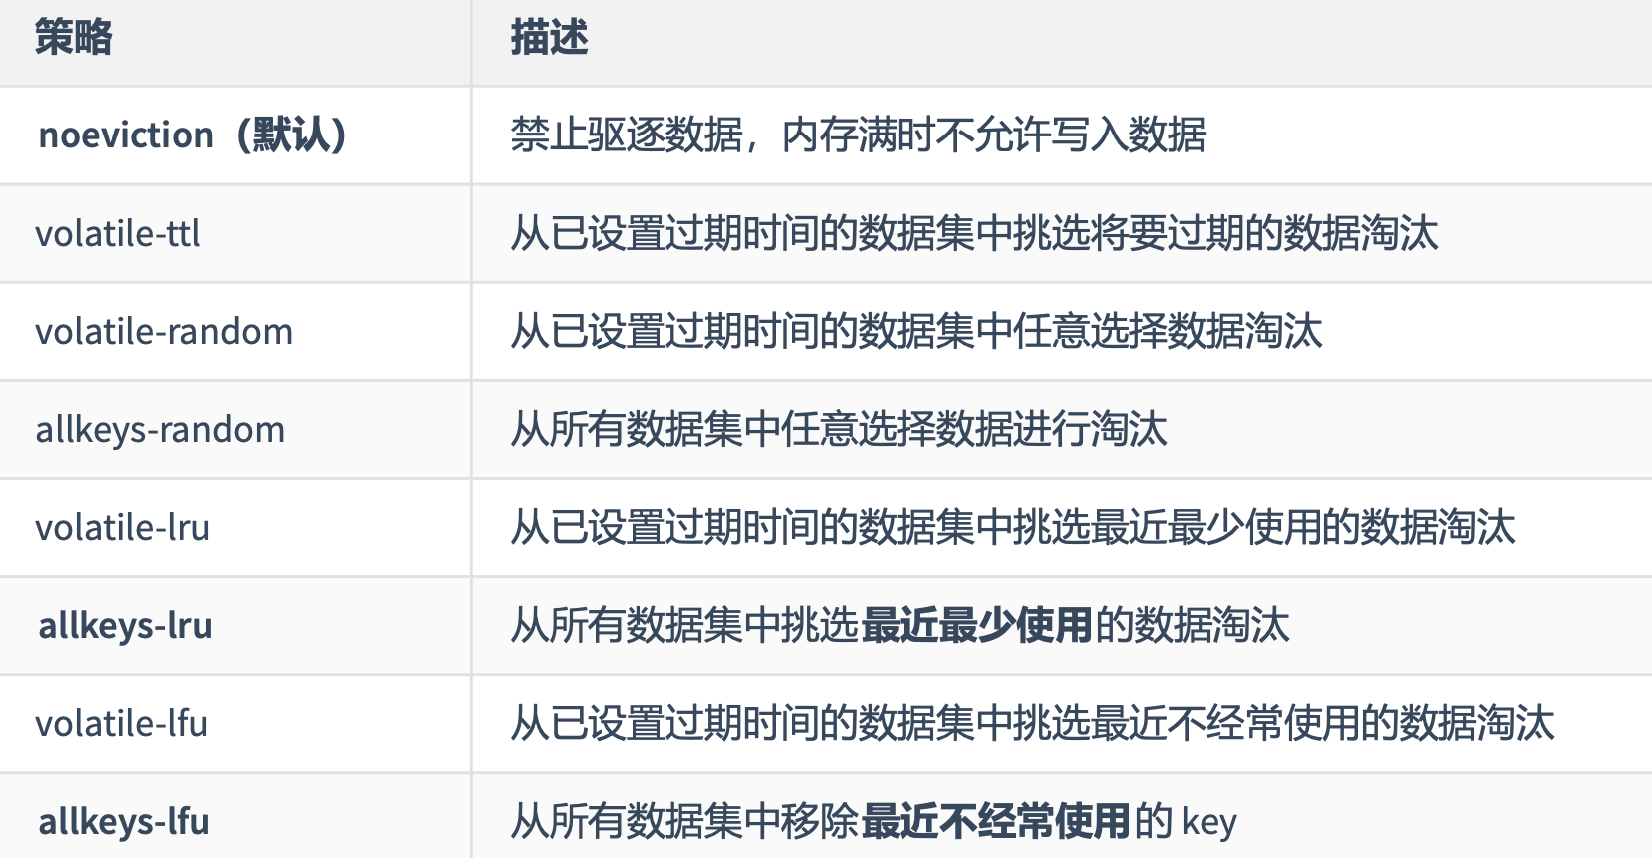 策略 描述
noeviction（默认） 禁止驱逐数据，内存满时不允许写入数据
volatile-ttl 从已设置过期时间的数据集中挑选将要过期的数据淘汰
volatile-random 从已设置过期时间的数据集中任意选择数据淘汰
allkeys-random 从所有数据集中任意选择数据进行淘汰
volatile-lru 从已设置过期时间的数据集中挑选最近最少使用的数据淘汰
allkeys-lru 从所有数据集中挑选最近最少使用的数据淘汰
volatile-lfu 从已设置过期时间的数据集中挑选最近不经常使用的数据淘汰
allkeys-lfu 从所有数据集中移除最近不经常使用的 key